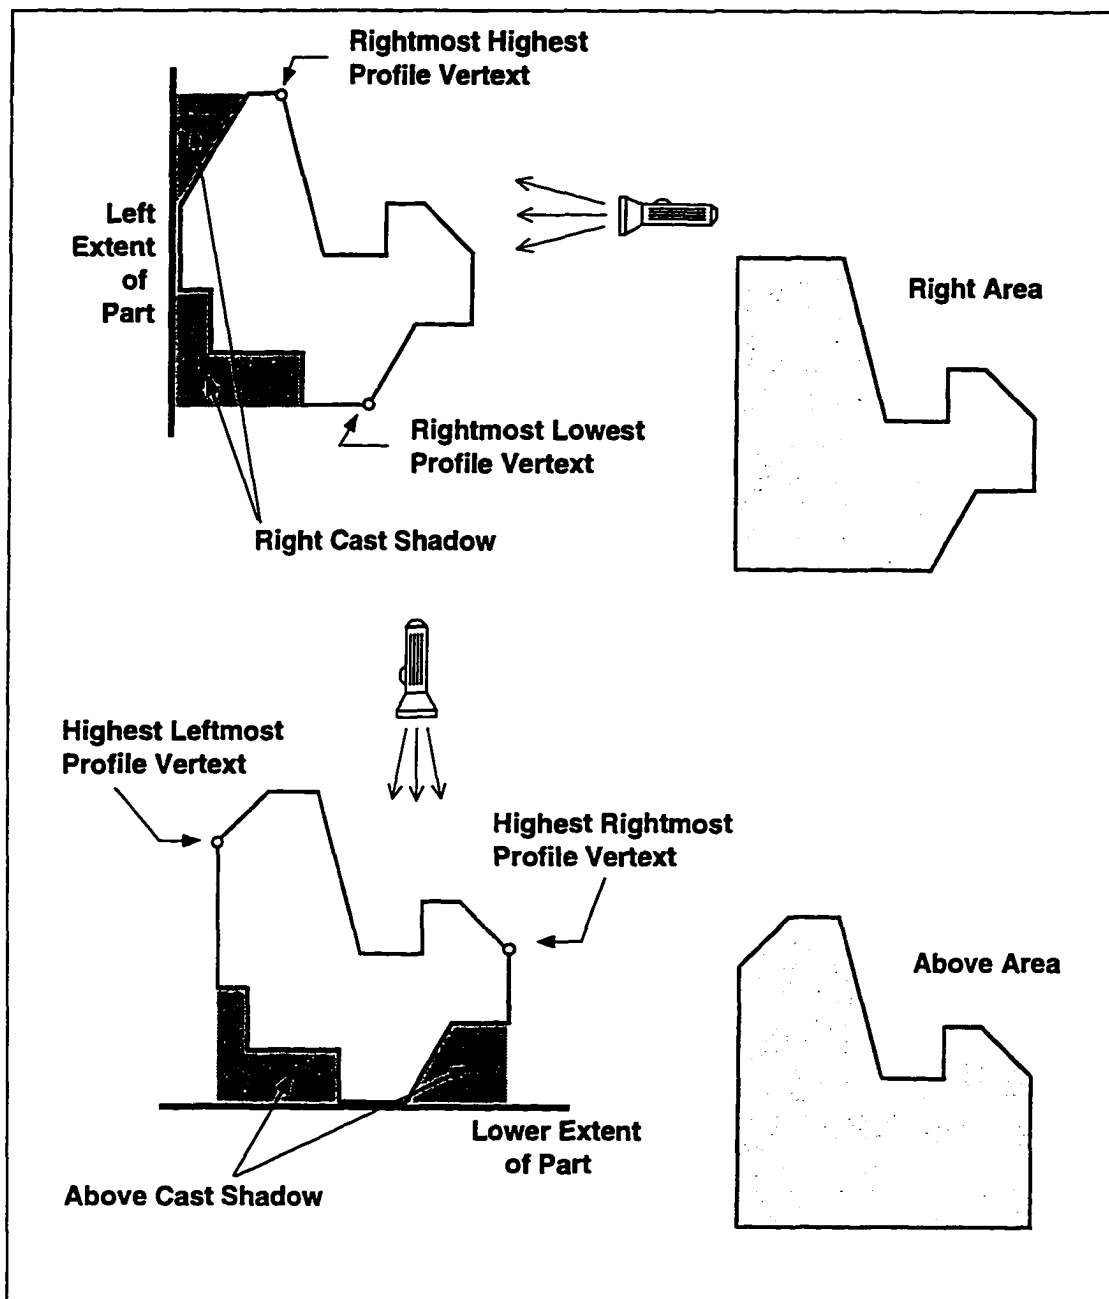 Rightmost Highest
Profile Vertext
Left
Extent
of
Part
Right Area
Rightmost Lowest
Profile Vertext
Right Cast Shadow
Highest Leftmost
Profile Vertext
Highest Rightmost
Profile Vertext
Above Area
Lower Extent
of Part
Above Cast Shadow